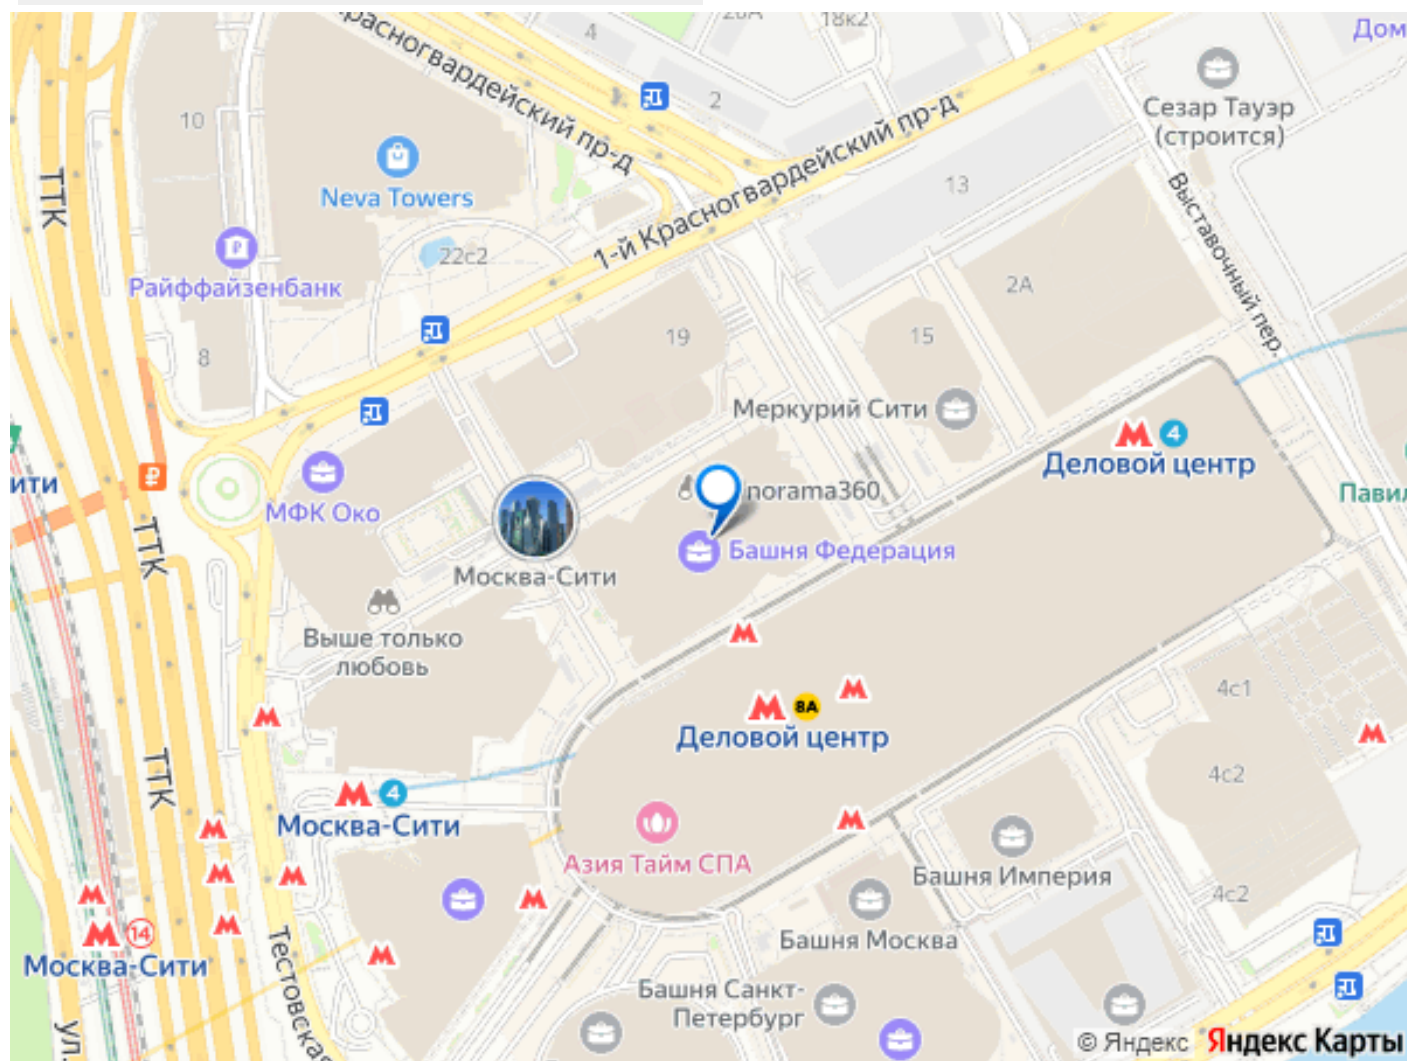 18к2
4
2
Дом
Красногвардейский пр-д
Сезар Тауэр
(строится)
10
ТТК
Neva Towers
1-й Красногвардейский пр-д
13
Выставочный пер.
22с2
Райффайзенбанк
2А
19
15
8
Меркурий Сити
4
Деловой центр
ити
МФК Око
norama360
Павил
ТТК
Москва-Сити
Башня Федерация
Выше только
любовь
4с1
8А
Деловой центр
ТТК
4с2
4
Москва-Сити
Азия Тайм СПА
Башня Империя
4с2
14
Москва-Сити
Башня Москва
Тестовская
Башня Санкт-
Петербург
ул.
© Яндекс Яндекс Карты